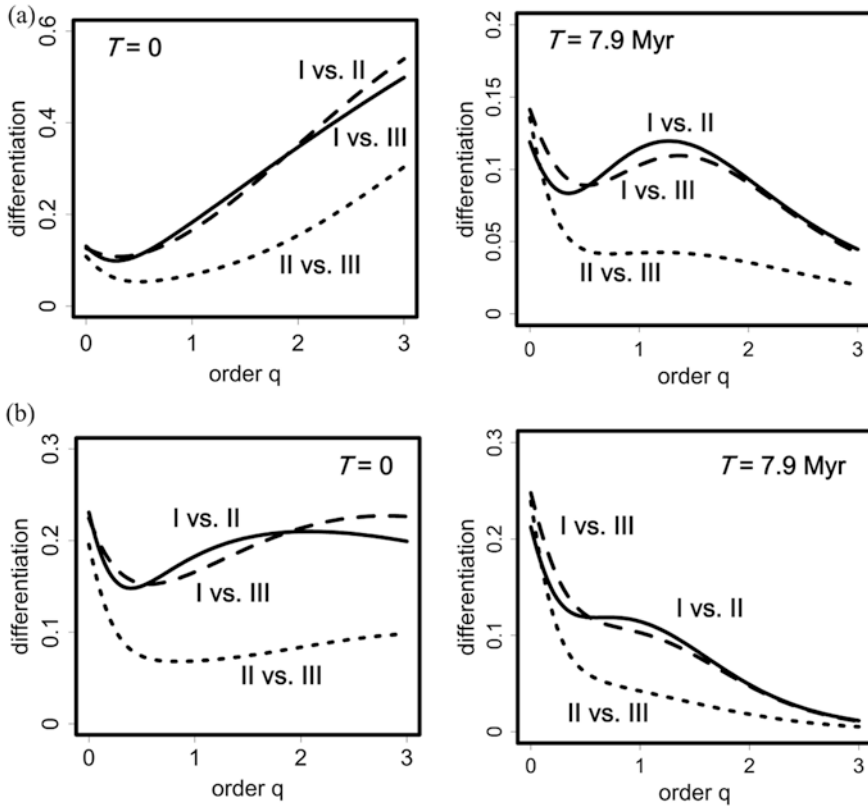 (a)
T = 0
I vs. II
I vs. III
II vs. III
differentiation
0
0.2
0.4
0.6
0 1 2 3
order q
T = 7.9 Myr
I vs. II
I vs. III
II vs. III
differentiation
0
0.05
0.1
0.15
0.2
0 1 2 3
order q
(b)
T = 0
I vs. II
I vs. III
II vs. III
differentiation
0
0.1
0.2
0.3
0 1 2 3
order q
T = 7.9 Myr
I vs. III
I vs. II
II vs. III
differentiation
0
0.1
0.2
0.3
0 1 2 3
order q